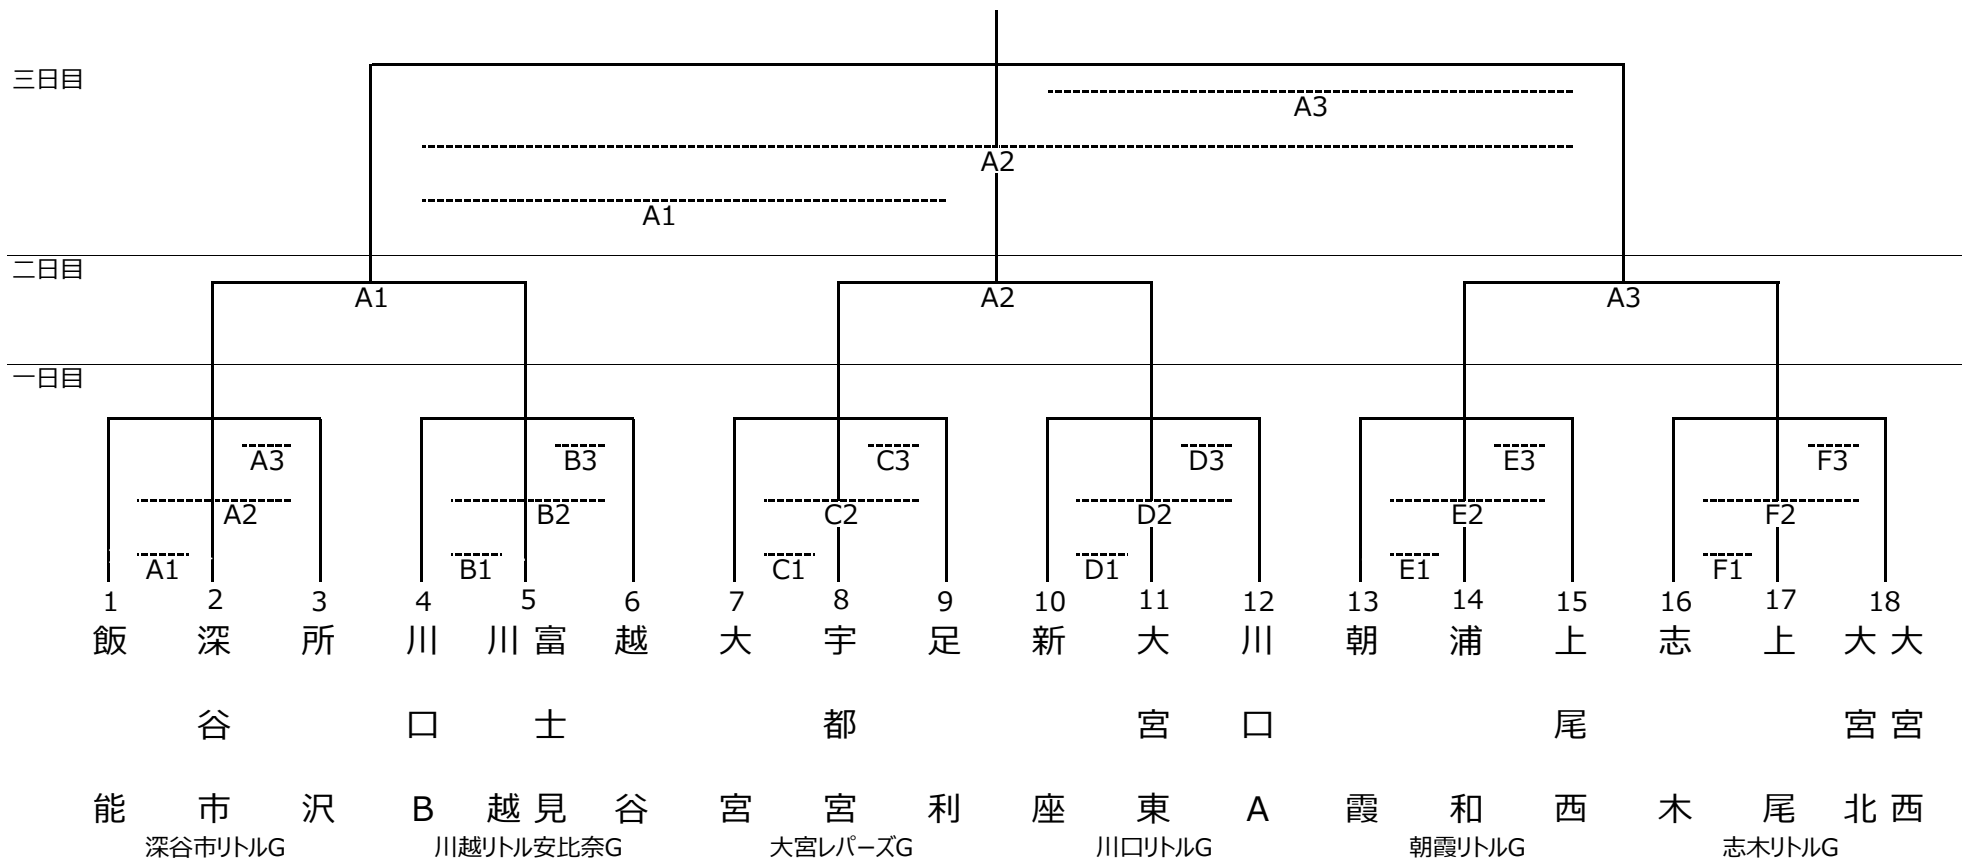 三日目
A3
A2
A1
二日目
A1 A2 A3
一日目
A3 B3 C3 D3 E3 F3
A2 B2 C2 D2 E2 F2
A1 B1 C1 D1 E1 F1
1 2 3 4 5 6 7 8 9 10 11 12 13 14 15 16 17 18
飯能
深谷市
所沢
川口B
富士見
川越
越谷
大宮
宇都宮
足利
新座
大宮東
川口A
朝霞
浦和
上尾西
志木
上尾
大宮西
大宮北
深谷市リトルG 川越リトル安比奈G 大宮レパーズG 川口リトルG 朝霞リトルG 志木リトルG